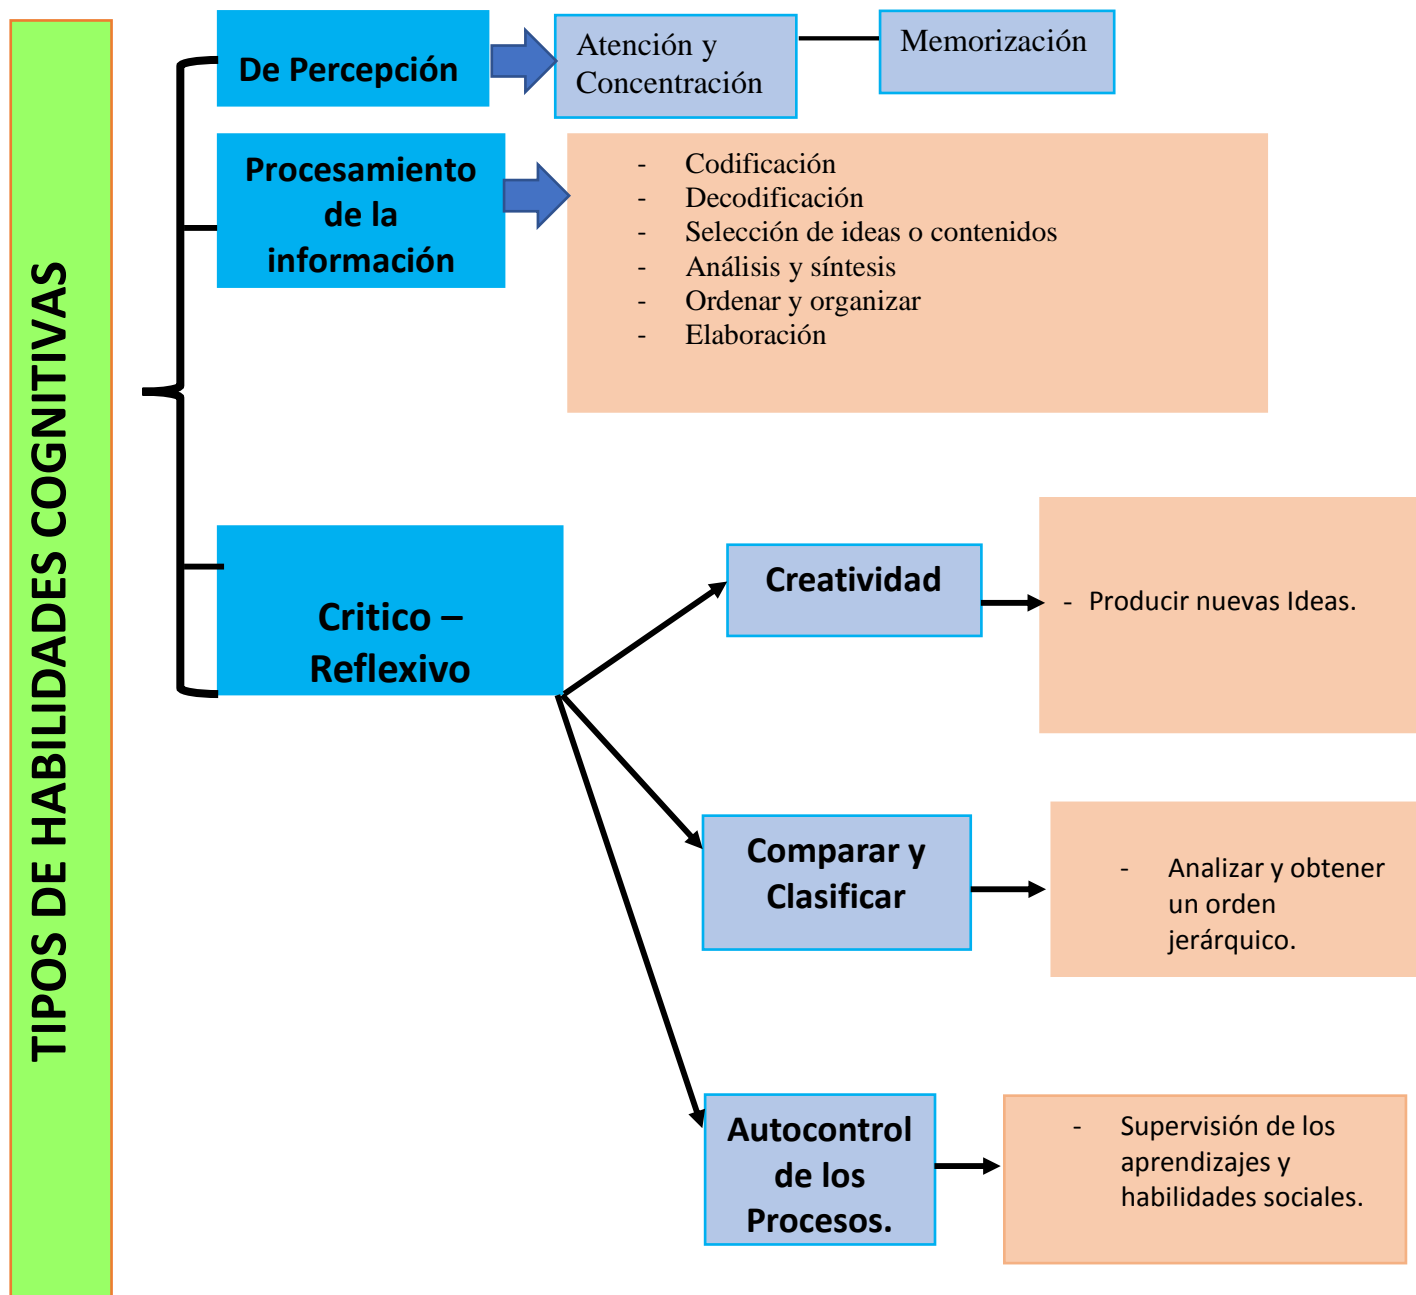 TIPOS DE HABILIDADES COGNITIVAS
De Percepción
Atención y
Concentración
Memorización
Procesamiento
de la
información
- Codificación
- Decodificación
- Selección de ideas o contenidos
- Análisis y síntesis
- Ordenar y organizar
- Elaboración
Critico –
Reflexivo
Creatividad
- Producir nuevas Ideas.
Comparar y
Clasificar
- Analizar y obtener
un orden
jerárquico.
Autocontrol
de los
Procesos.
- Supervisión de los
aprendizajes y
habilidades sociales.